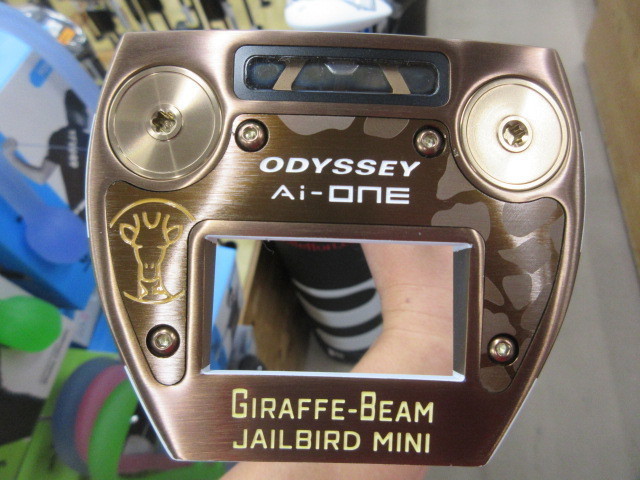 ODYSSEY
Ai-ONE
GIRAFFE-BEAM
JAILBIRD MINI